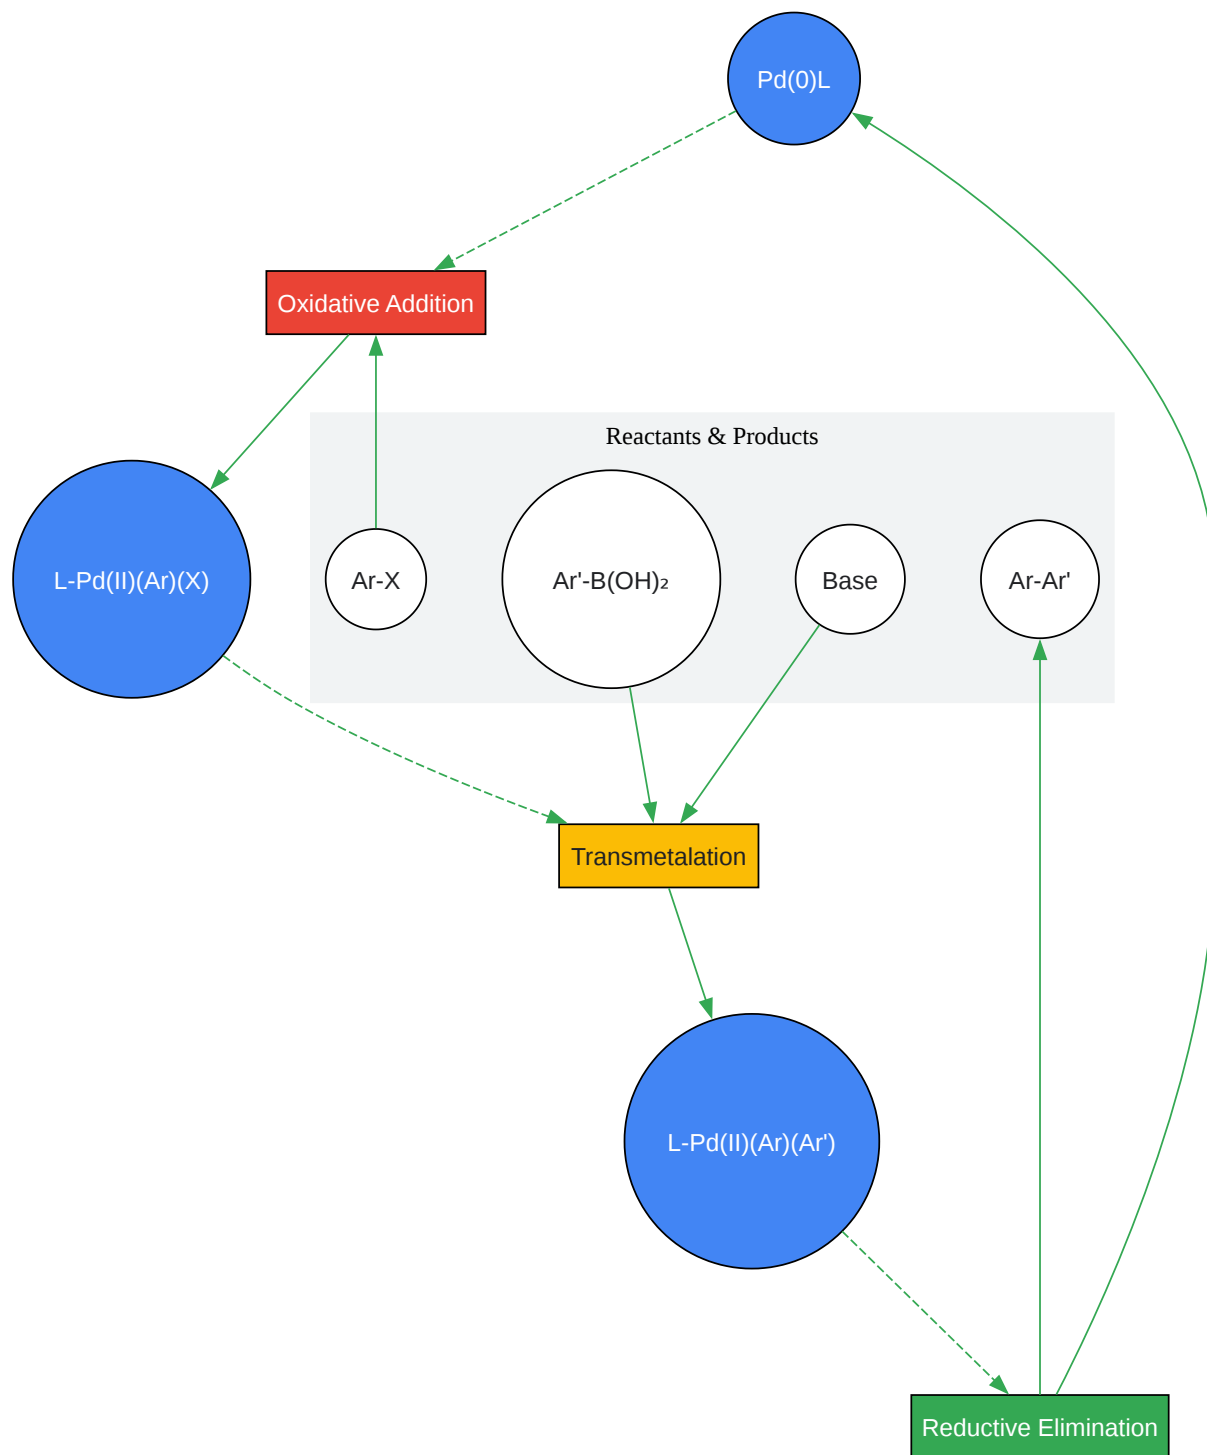 Pd(0)L
Oxidative Addition
Reactants & Products
L-Pd(II)(Ar)(X)
Ar-X
Ar'-B(OH)₂
Base
Ar-Ar'
Transmetalation
L-Pd(II)(Ar)(Ar')
Reductive Elimination